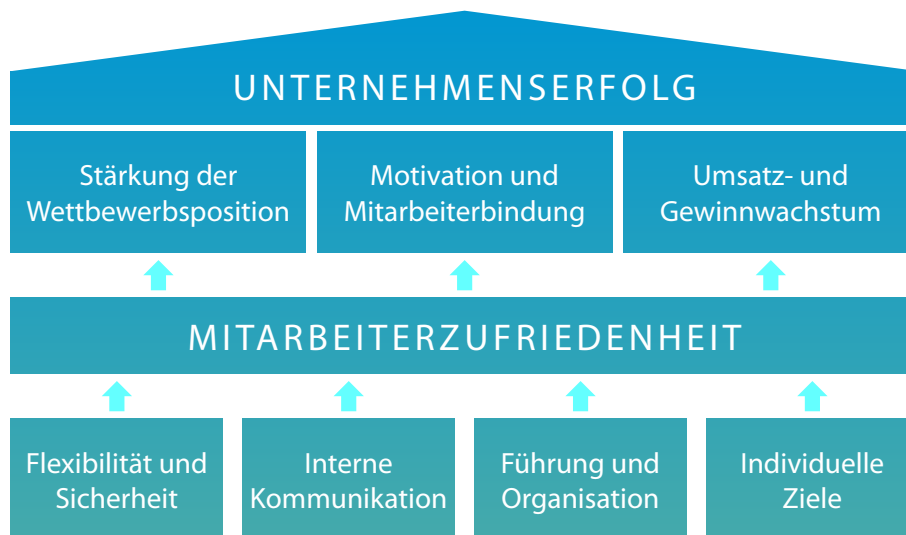 UNTERNEHMENSERFOLG
Stärkung der
Wettbewerbsposition
Motivation und
Mitarbeiterbindung
Umsatz- und
Gewinnwachstum
MITARBEITERZUFRIEDENHEIT
Flexibilität und
Sicherheit
Interne
Kommunikation
Führung und
Organisation
Individuelle
Ziele